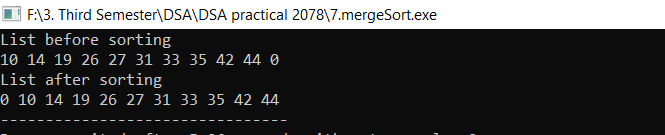 F:\3. Third Semester\DSA\DSA practical 2078\7.mergeSort.exe
List before sorting
10 14 19 26 27 31 33 35 42 44 0
List after sorting
0 10 14 19 26 27 31 33 35 42 44
--------------------------------